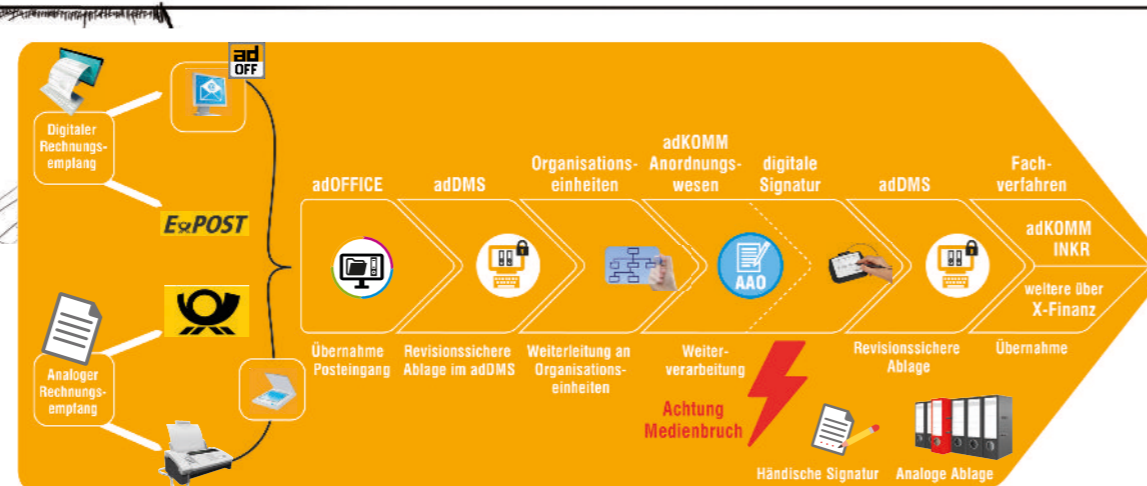 ad
OFF
Digitaler
Rechnungs-
empfang
E POST
Analoger
Rechnungs-
empfang
adOFFICE
adDMS
Organisations-
einheiten
adKOMM
Anordnungs-
wesen
digitale
Signatur
adDMS
Fach-
verfahren
AAO
adKOMM
INKR
weitere über
X-Finanz
Übernahme
Posteingang
Revisionssichere
Ablage im adDMS
Weiterleitung an
Organisations-
einheiten
Weiter-
verarbeitung
Revisionssichere
Ablage
Übernahme
Achtung
Medienbruch
Händische Signatur
Analoge Ablage